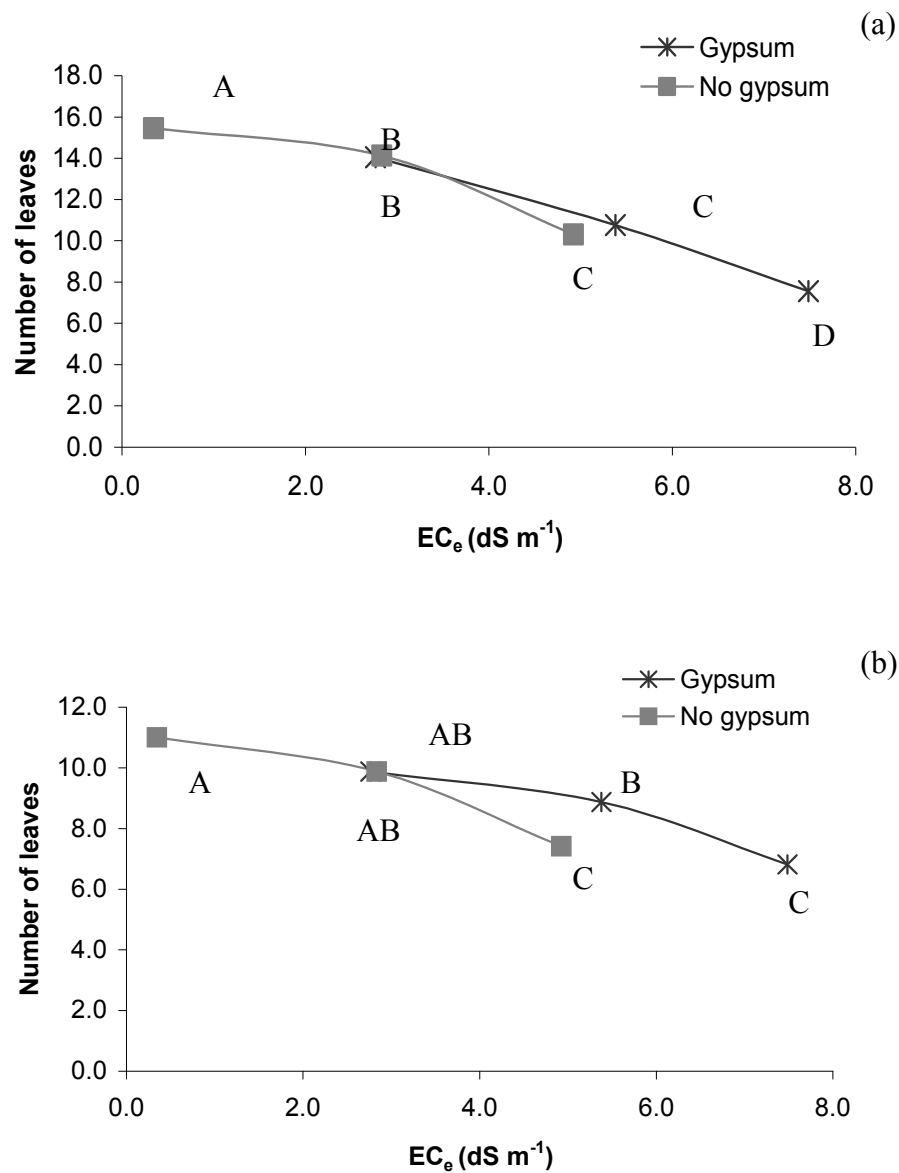 (a)
Gypsum
No gypsum
18.0
16.0
14.0
12.0
10.0
8.0
6.0
4.0
2.0
0.0
A
B
B
C
C
D
Number of leaves
0.0 2.0 4.0 6.0 8.0
ECe (dS m-1)
(b)
Gypsum
No gypsum
12.0
10.0
8.0
6.0
4.0
2.0
0.0
AB
A
B
AB
C
C
Number of leaves
0.0 2.0 4.0 6.0 8.0
ECe (dS m-1)